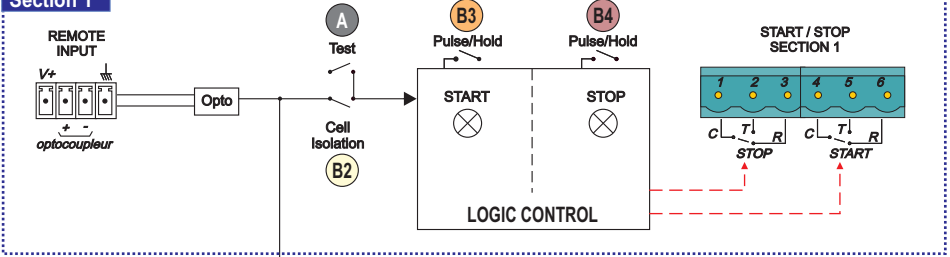 Section 1
REMOTE
INPUT
V+
+ -
optocoupleur
Opto
A
Test
Cell
Isolation
B2
B3
Pulse/Hold
B4
Pulse/Hold
START
STOP
LOGIC CONTROL
START / STOP
SECTION 1
1 2 3 4 5 6
C T R C T R
STOP START